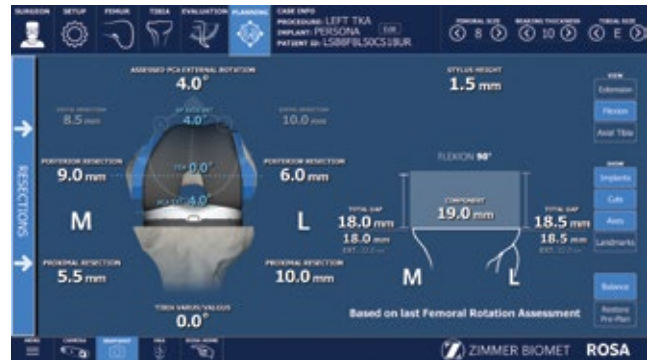 SURGEON
SETUP
FEMUR
TIBIA
EVALUATION
PLANNING
CASE INFO
PROCEDURE: LEFT TKA
IMPLANT: PERSONA
Edit
PATIENT ID:
FEMORAL SIZE
8
BEARING THICKNESS
10
TIBIAL SIZE
E
ASSESSED PCA EXTERNAL ROTATION
4.0°
STYLUS HEIGHT
1.5 mm
VIEW
Extension
Flexion
Axial Tibia
8.5 mm
4.0°
10.0 mm
POSTERIOR RESECTION
9.0 mm
0.0°
POSTERIOR RESECTION
6.0 mm
4.0°
RESECTIONS
M
L
FLEXION 90°
COMPONENT
19.0 mm
TOTAL GAP
18.0 mm
18.0 mm
TOTAL GAP
18.5 mm
18.5 mm
M
L
SHOW
Implants
Cuts
Axes
Landmarks
PROXIMAL RESECTION
5.5 mm
PROXIMAL RESECTION
10.0 mm
TIBIA VARUS/VALGUS
0.0°
Based on last Femoral Rotation Assessment
Balance
Restore
Pre-Plan
MENU
CAMERA
SNAPSHOT
ZIMMER BIOMET
ROSA